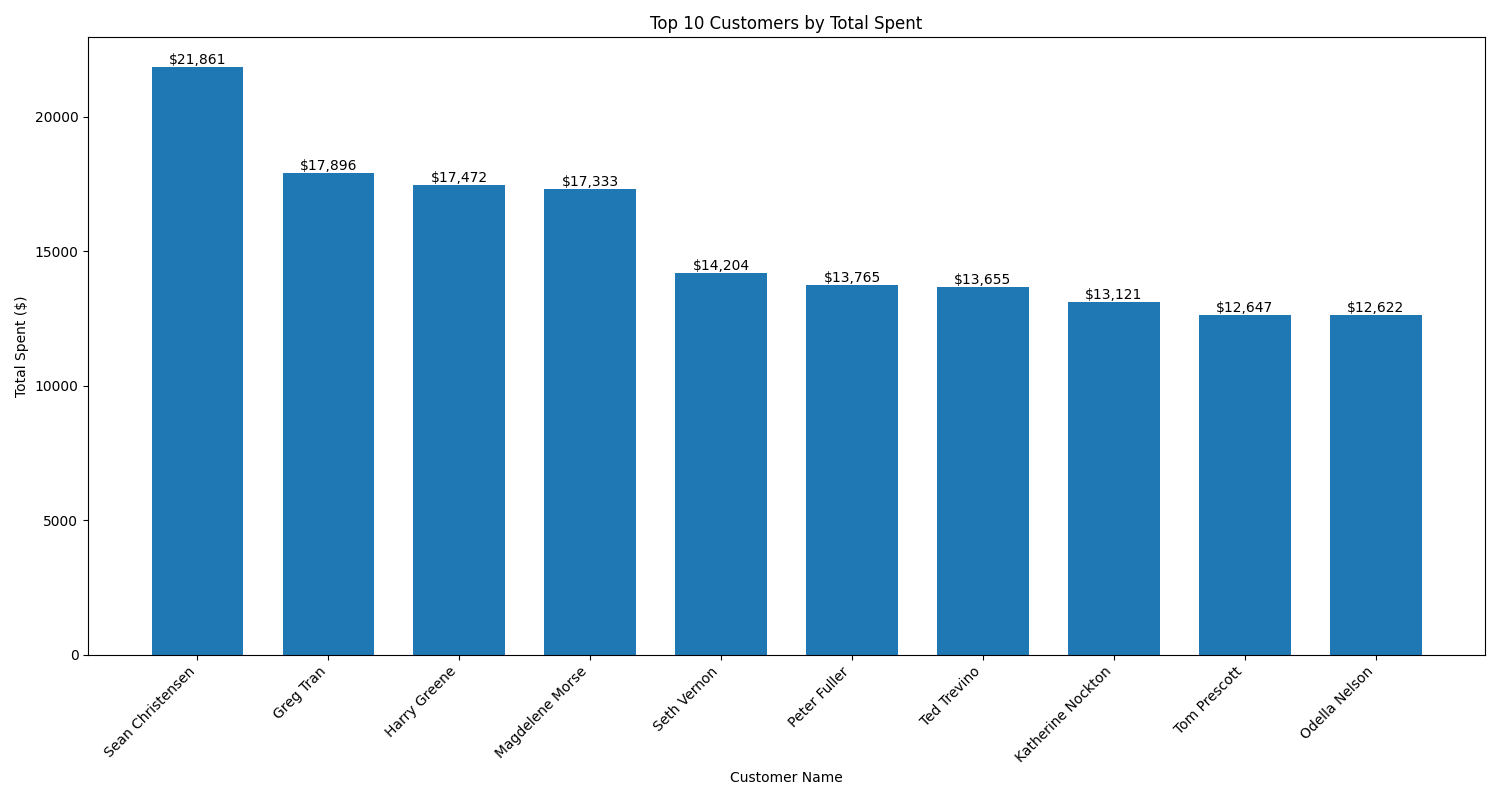 Top 10 Customers by Total Spent
$21,861
$17,896
$17,472
$17,333
$14,204
$13,765
$13,655
$13,121
$12,647
$12,622
20000
15000
10000
5000
0
Total Spent ($)
Sean Christensen
Greg Tran
Harry Greene
Magdelene Morse
Seth Vernon
Peter Fuller
Ted Trevino
Katherine Nockton
Tom Prescott
Odella Nelson
Customer Name